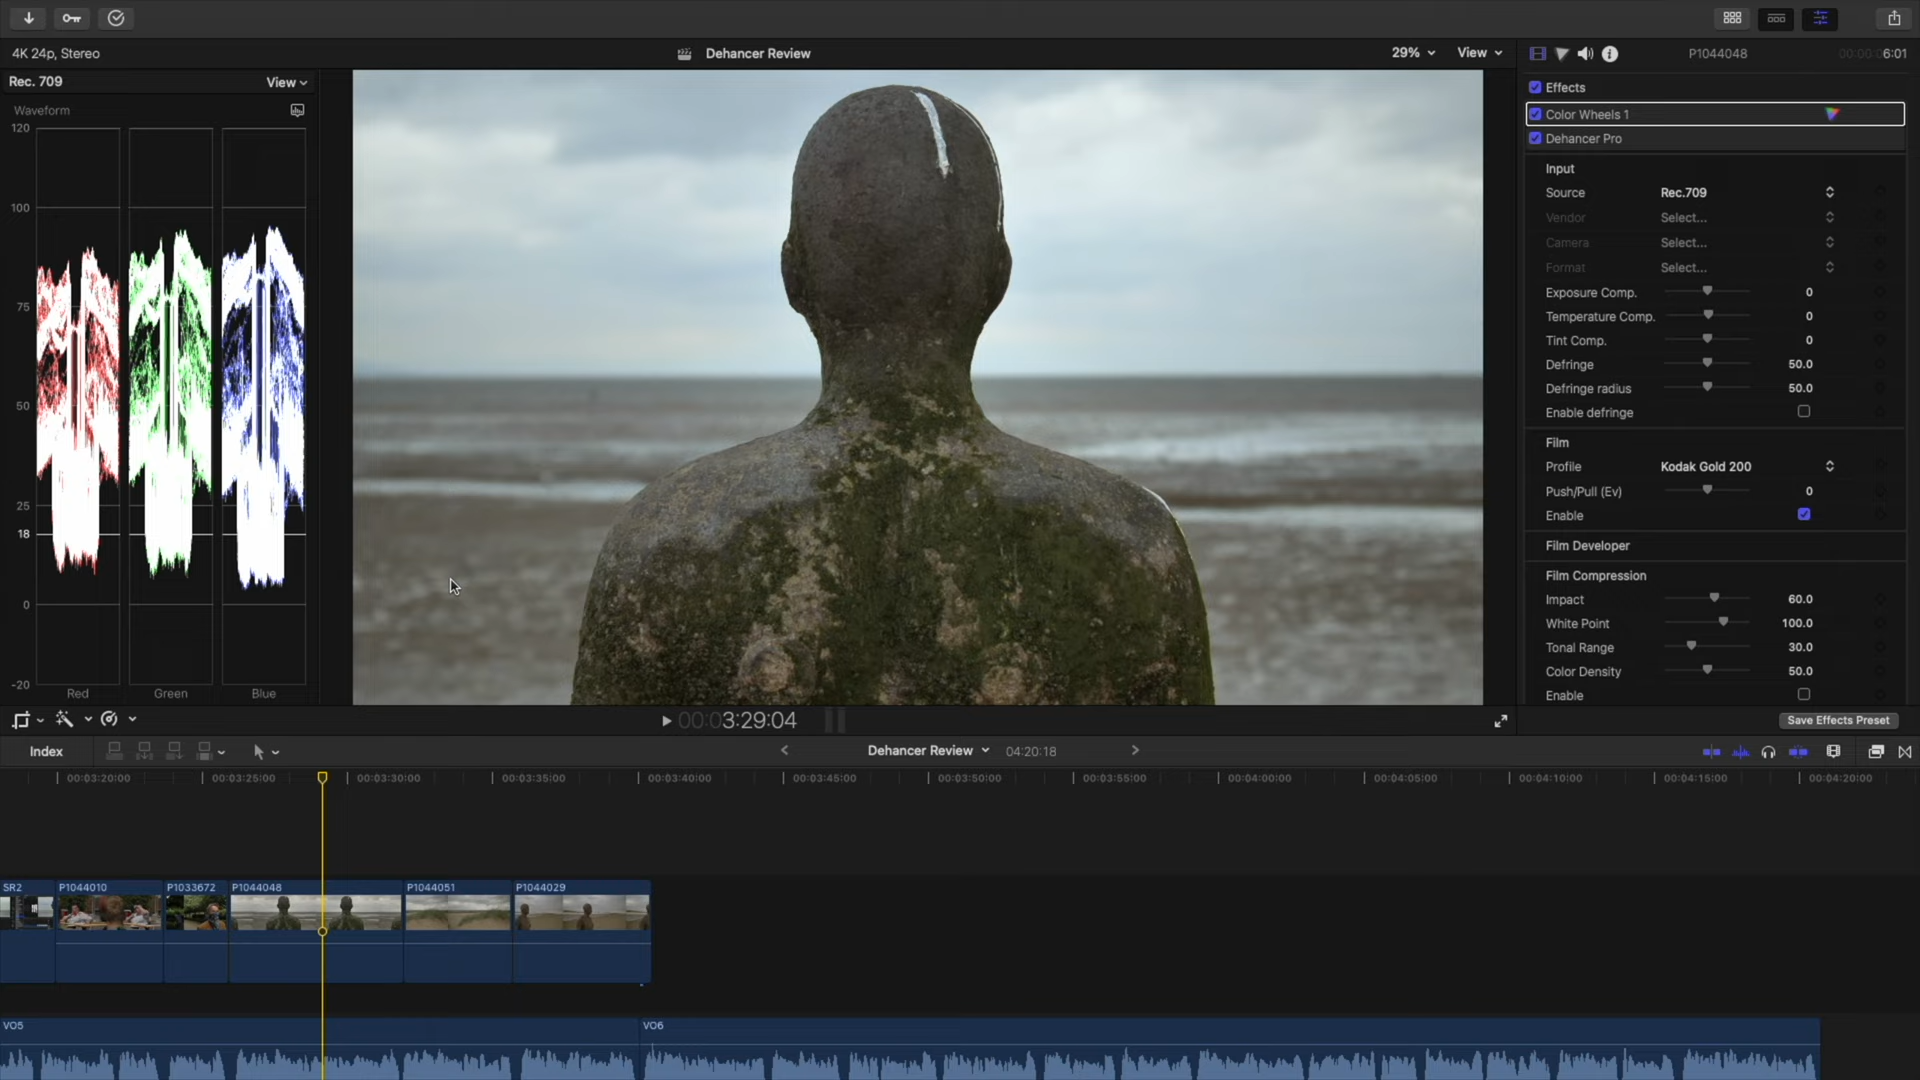 4K 24p, Stereo
Dehancer Review
29%
View
P1044048
00:00:06:01
Rec. 709
View
Waveform
120
100
75
50
25
18
0
-20
Red
Green
Blue
Effects
Color Wheels 1
Dehancer Pro
Input
Source Rec.709
Vendor Select...
Camera Select...
Format Select...
Exposure Comp. 0
Temperature Comp. 0
Tint Comp. 0
Defringe 50.0
Defringe radius 50.0
Enable defringe
Film
Profile Kodak Gold 200
Push/Pull (Ev) 0
Enable
Film Developer
Film Compression
Impact 60.0
White Point 100.0
Tonal Range 30.0
Color Density 50.0
Enable
00:03:29:04
Save Effects Preset
Index
Dehancer Review
04:20:18
00:03:20:00
00:03:25:00
00:03:30:00
00:03:35:00
00:03:40:00
00:03:45:00
00:03:50:00
00:03:55:00
00:04:00:00
00:04:05:00
00:04:10:00
00:04:15:00
00:04:20:00
SR2
P1044010
P1033672
P1044048
P1044051
P1044029
VO5
VO6